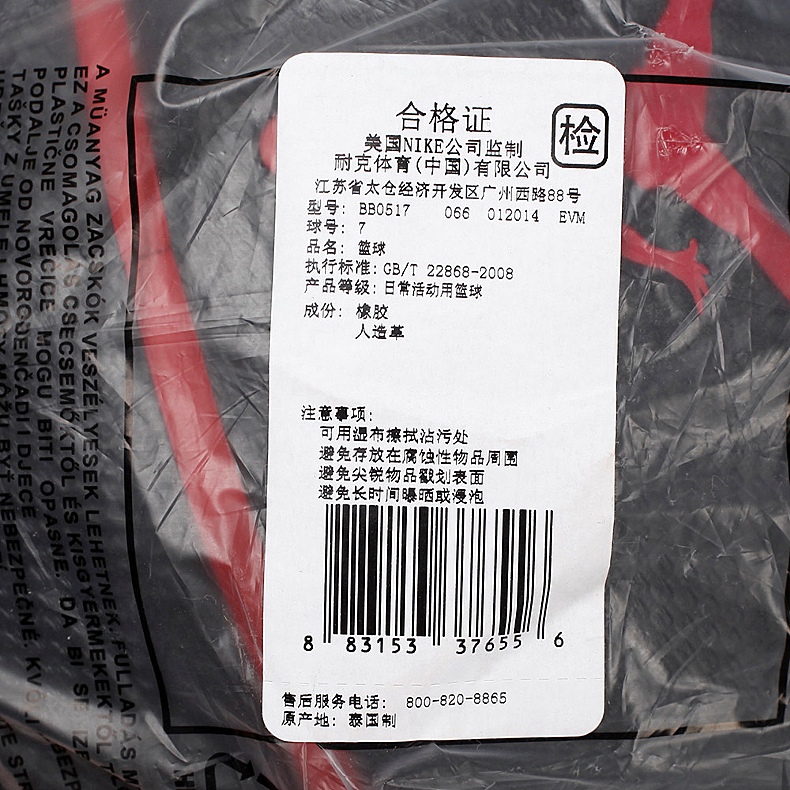 合格证
检
美国NIKE公司监制
耐克体育(中国)有限公司
江苏省太仓经济开发区广州西路88号
型号: BB0517 066 012014 EVM
球号: 7
品名: 篮球
执行标准: GB/T 22868-2008
产品等级: 日常活动用篮球
成份: 橡胶
人造革
注意事项:
可用湿布擦拭沾污处
避免存放在腐蚀性物品周围
避免尖锐物品戳划表面
避免长时间曝晒或浸泡
8 83153 37655 6
售后服务电话: 800-820-8865
原产地: 泰国制
A MŰANYAG ZACSKÓK VESZÉLYESEK LEHETNEK. FULLADÁS
EZ A CSOMAGOLÁS CSECSEMŐKTŐL ÉS KISGYERMEKEKTŐL
PLASTIČNE VREĆICE MOGU BITI OPASNE. DA BI SE
PODALJE OD NOVOROĐENČADI I DJECE
TAŠKY Z UMELEJ HMOTY MÔŽU BYŤ NEBEZPEČNÉ.